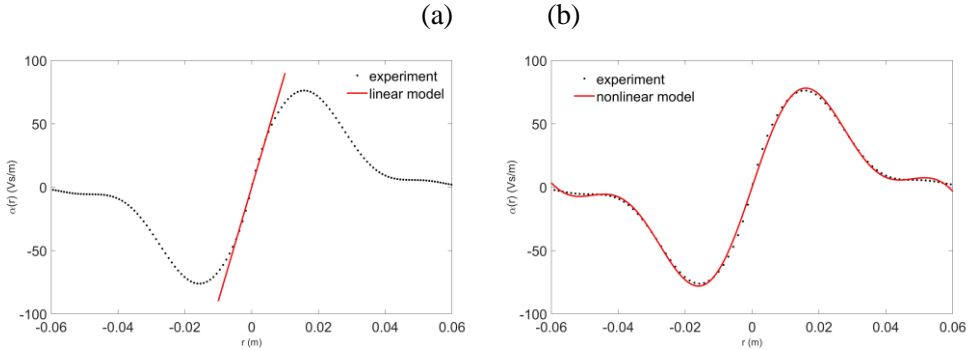 (a)
100
50
0
-50
-100
α(r) (Vs/m)
experiment
linear model
-0.06
-0.04
-0.02
0
0.02
0.04
0.06
r (m)
(b)
100
50
0
-50
-100
α(r) (Vs/m)
experiment
nonlinear model
-0.06
-0.04
-0.02
0
0.02
0.04
0.06
r (m)